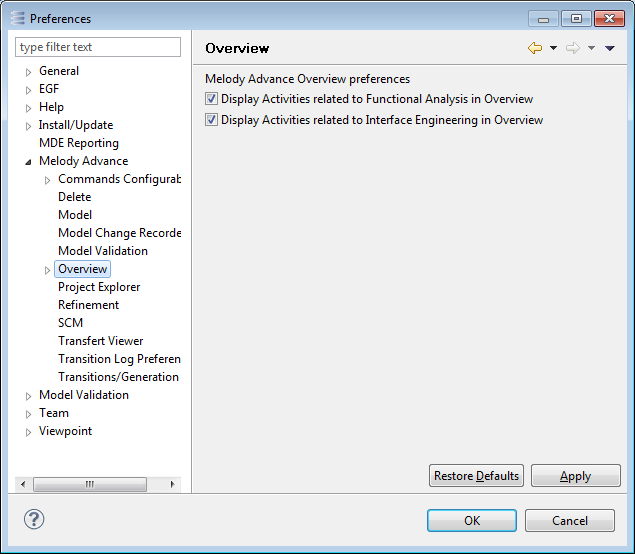 Preferences
type filter text
General
EGF
Help
Install/Update
MDE Reporting
Melody Advance
Commands Configurab
Delete
Model
Model Change Recorde
Model Validation
Overview
Project Explorer
Refinement
SCM
Transfert Viewer
Transition Log Preferen
Transitions/Generation
Model Validation
Team
Viewpoint
Overview
Melody Advance Overview preferences
Display Activities related to Functional Analysis in Overview
Display Activities related to Interface Engineering in Overview
Restore Defaults Apply
? OK Cancel